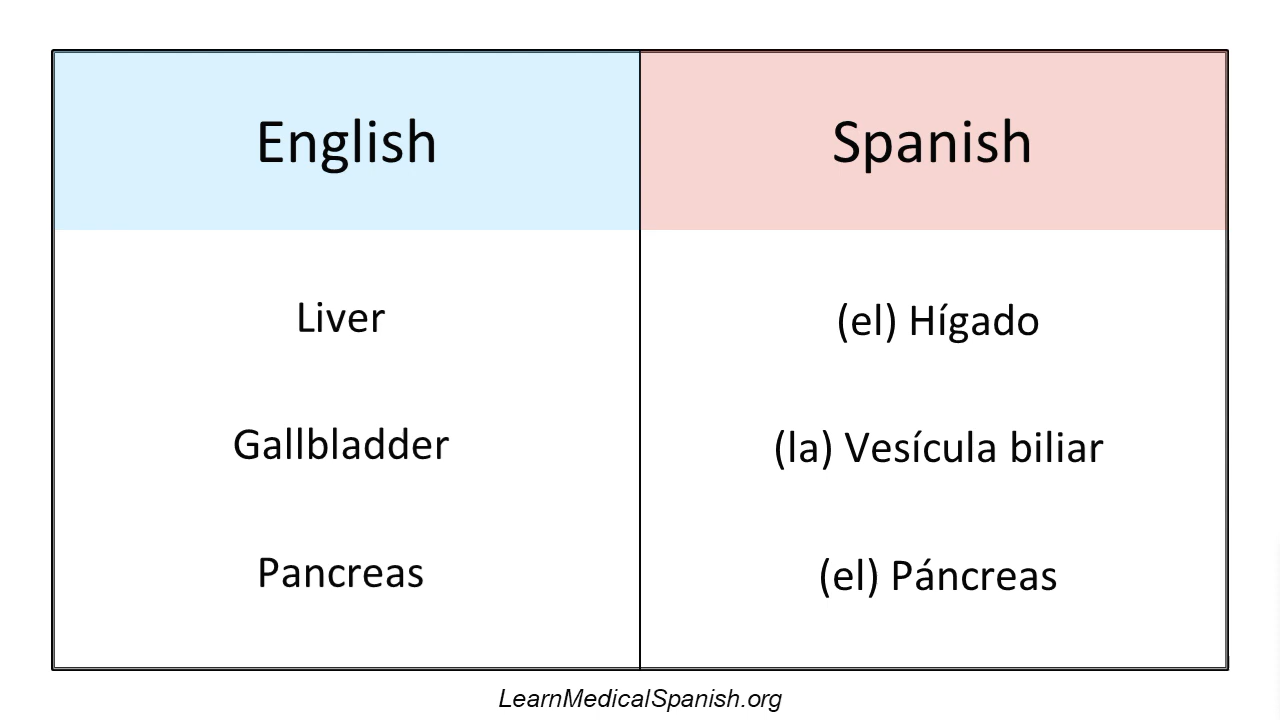 English
Spanish
Liver
(el) Hígado
Gallbladder
(la) Vesícula biliar
Pancreas
(el) Páncreas
LearnMedicalSpanish.org